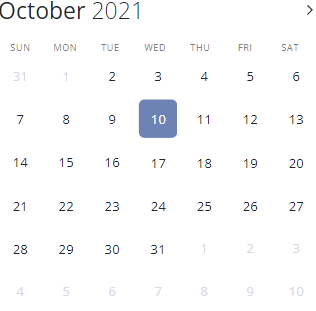 October 2021
SUN MON TUE WED THU FRI SAT
31 1 2 3 4 5 6
7 8 9 10 11 12 13
14 15 16 17 18 19 20
21 22 23 24 25 26 27
28 29 30 31 1 2 3
4 5 6 7 8 9 10